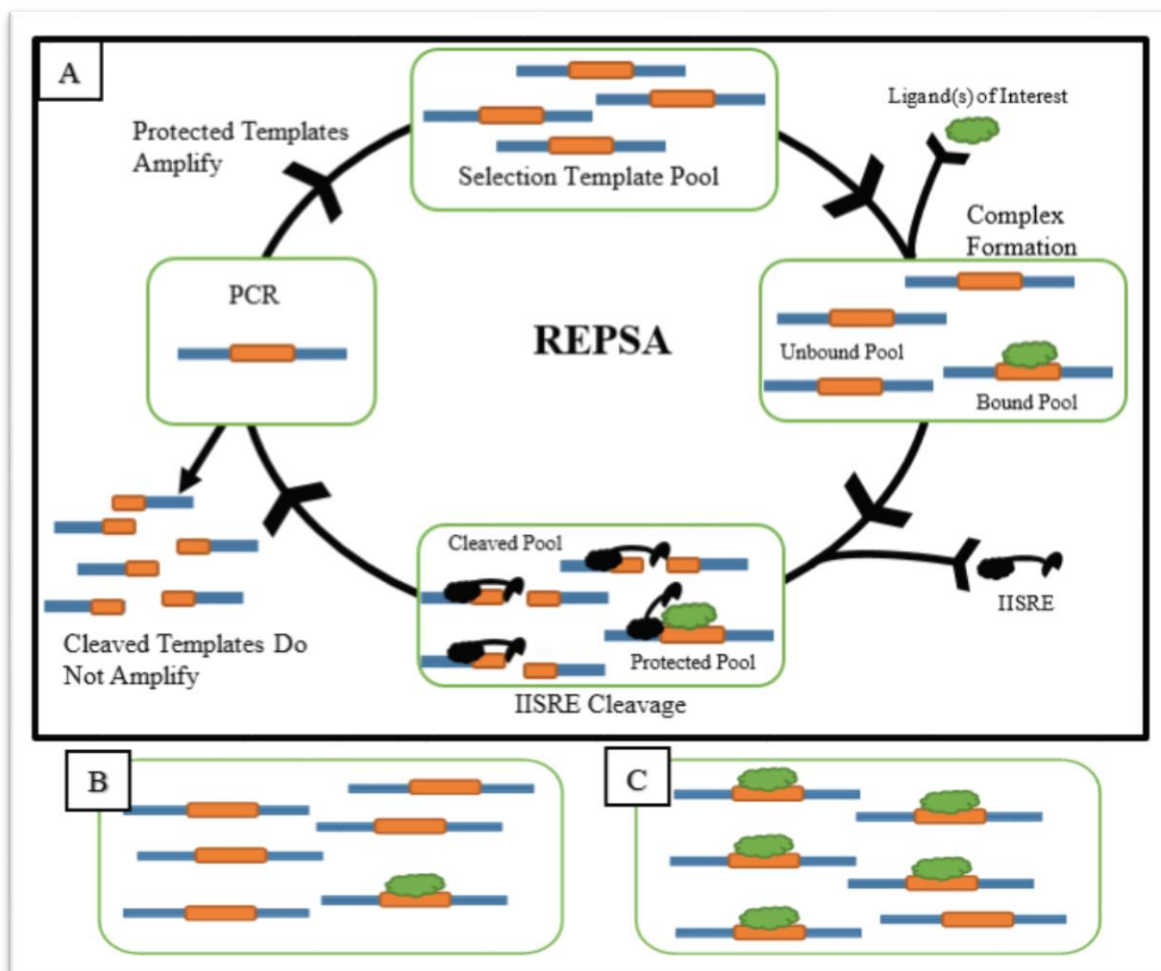 A
Protected Templates
Amplify
Selection Template Pool
Ligand(s) of Interest
Complex
Formation
PCR
REPSA
Unbound Pool
Bound Pool
Cleaved Pool
Protected Pool
IISRE
Cleaved Templates Do
Not Amplify
IISRE Cleavage
B
C